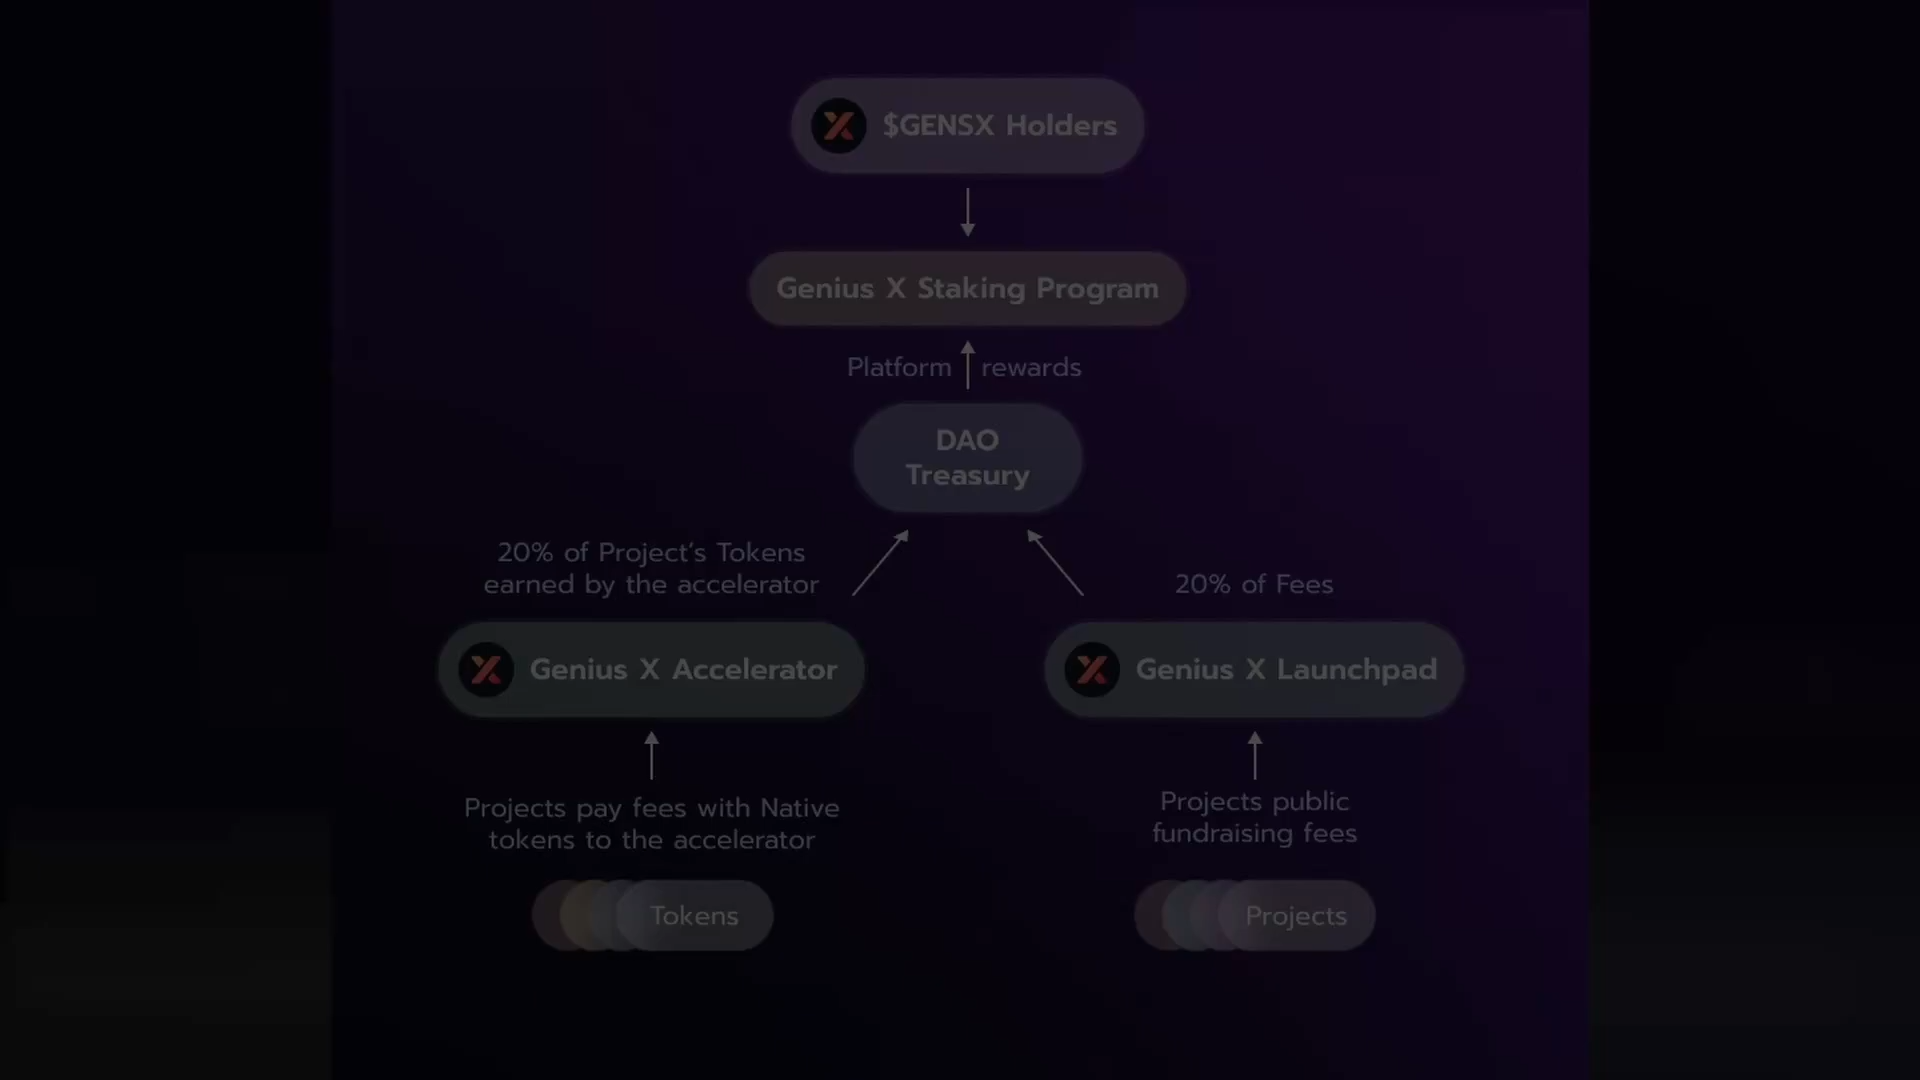 $GENSX Holders
Genius X Staking Program
Platform rewards
DAO
Treasury
20% of Project's Tokens
earned by the accelerator
20% of Fees
Genius X Accelerator
Genius X Launchpad
Projects pay fees with Native
tokens to the accelerator
Projects public
fundraising fees
Tokens
Projects